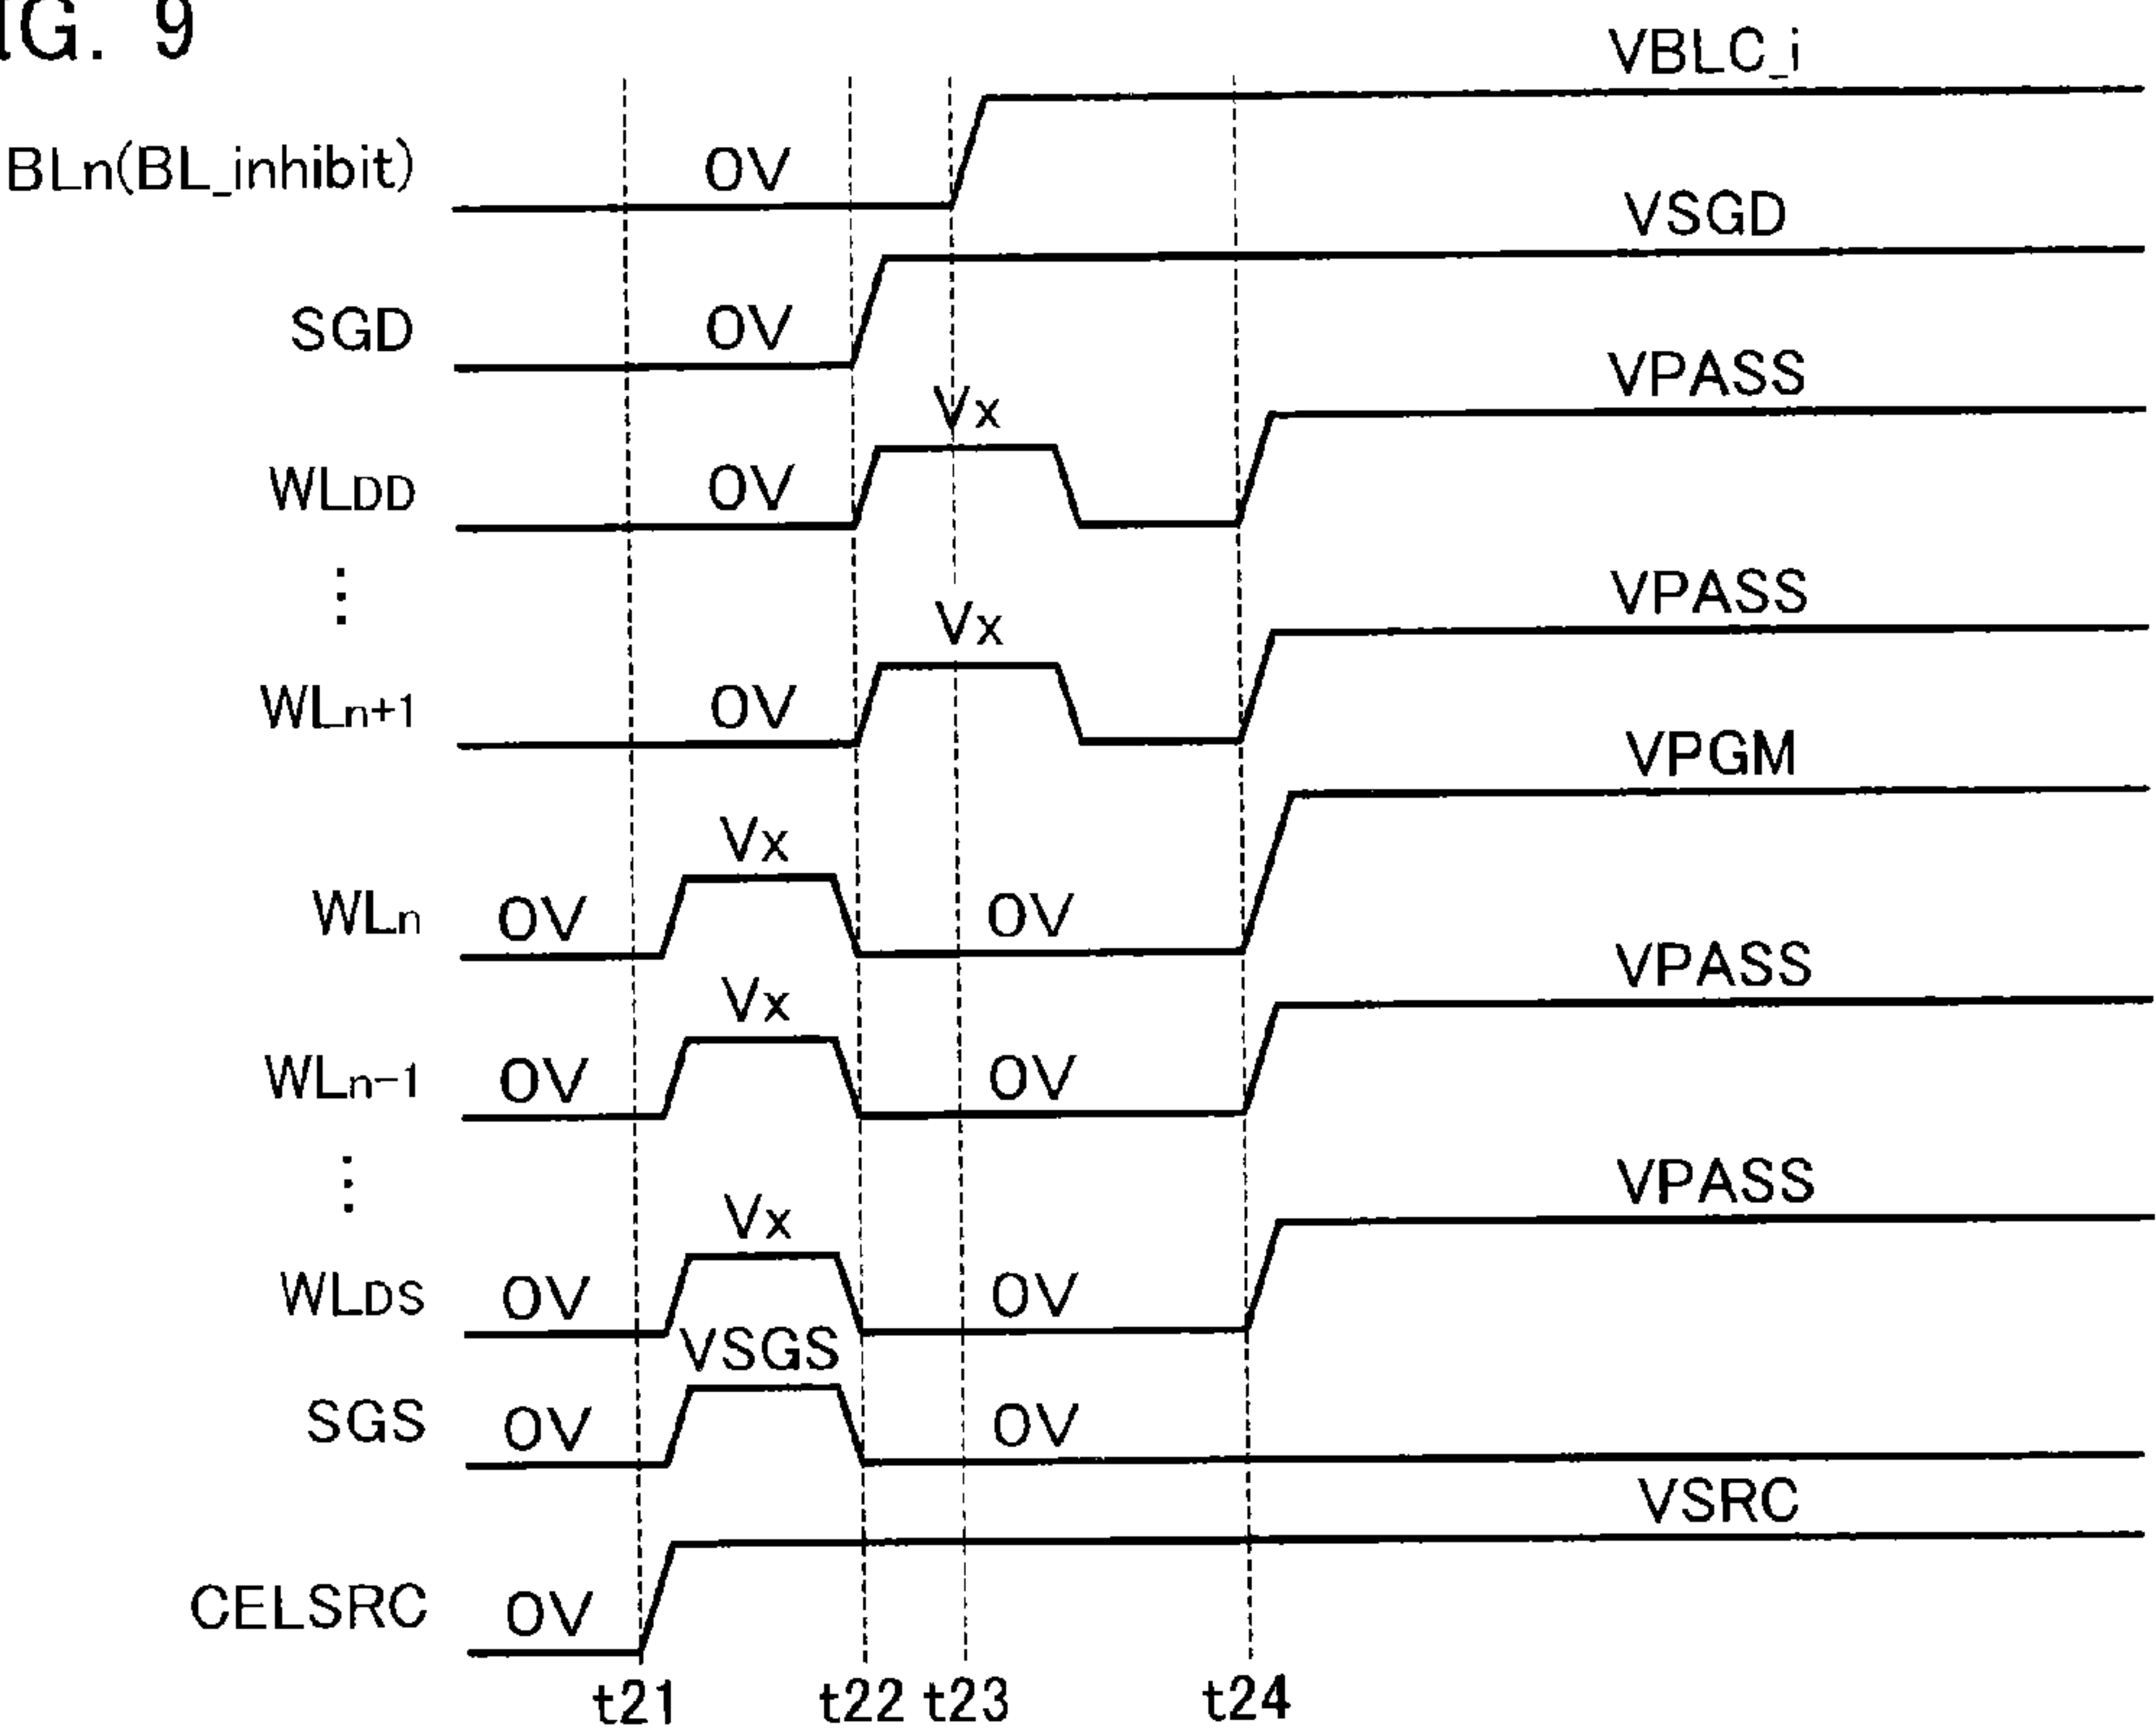 IG. 9
VBLC_i
BLn(BL_inhibit) 0V
VSGD
SGD 0V
VPASS
Vx
WLDD 0V
⋮
VPASS
Vx
WLn+1 0V
VPGM
Vx
WLn 0V 0V
VPASS
Vx
WLn-1 0V 0V
⋮
VPASS
Vx
WLDS 0V 0V
VSGS
SGS 0V 0V
VSRC
CELSRC 0V
t21 t22 t23 t24